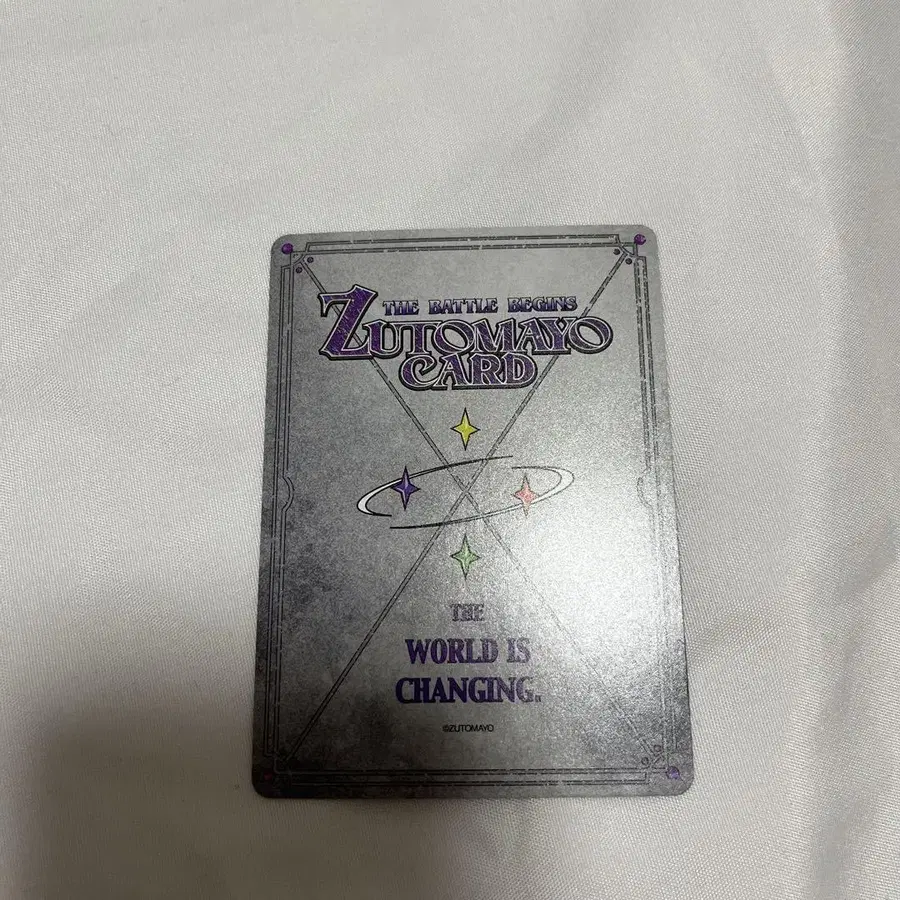 THE BATTLE BEGINS
ZUTOMAYO
CARD
THE
WORLD IS
CHANGING.
©ZUTOMAYO